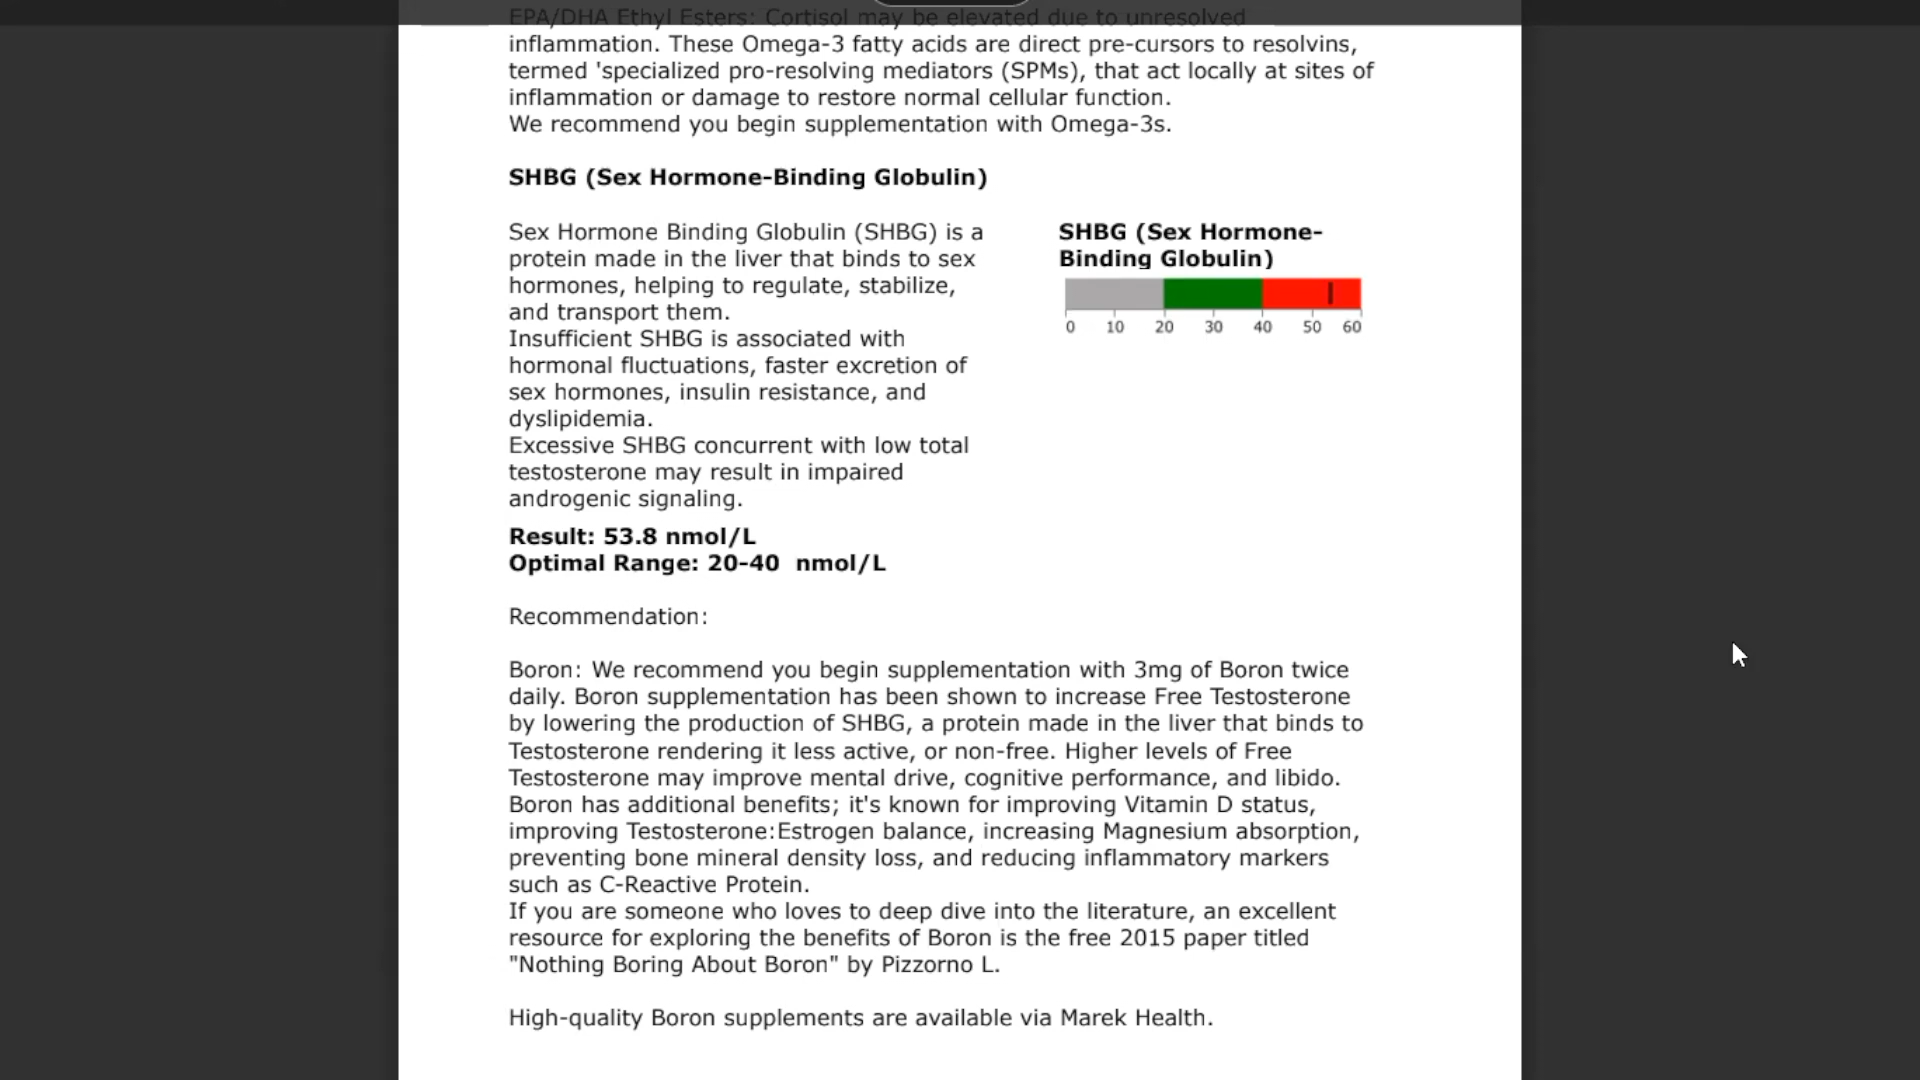 EPA/DHA Ethyl Esters: Cortisol may be elevated due to unresolved
inflammation. These Omega-3 fatty acids are direct pre-cursors to resolvins,
termed 'specialized pro-resolving mediators (SPMs), that act locally at sites of
inflammation or damage to restore normal cellular function.
We recommend you begin supplementation with Omega-3s.
SHBG (Sex Hormone-Binding Globulin)
Sex Hormone Binding Globulin (SHBG) is a
protein made in the liver that binds to sex
hormones, helping to regulate, stabilize,
and transport them.
Insufficient SHBG is associated with
hormonal fluctuations, faster excretion of
sex hormones, insulin resistance, and
dyslipidemia.
Excessive SHBG concurrent with low total
testosterone may result in impaired
androgenic signaling.
SHBG (Sex Hormone-
Binding Globulin)
0 10 20 30 40 50 60
Result: 53.8 nmol/L
Optimal Range: 20-40 nmol/L
Recommendation:
Boron: We recommend you begin supplementation with 3mg of Boron twice
daily. Boron supplementation has been shown to increase Free Testosterone
by lowering the production of SHBG, a protein made in the liver that binds to
Testosterone rendering it less active, or non-free. Higher levels of Free
Testosterone may improve mental drive, cognitive performance, and libido.
Boron has additional benefits; it's known for improving Vitamin D status,
improving Testosterone:Estrogen balance, increasing Magnesium absorption,
preventing bone mineral density loss, and reducing inflammatory markers
such as C-Reactive Protein.
If you are someone who loves to deep dive into the literature, an excellent
resource for exploring the benefits of Boron is the free 2015 paper titled
"Nothing Boring About Boron" by Pizzorno L.
High-quality Boron supplements are available via Marek Health.